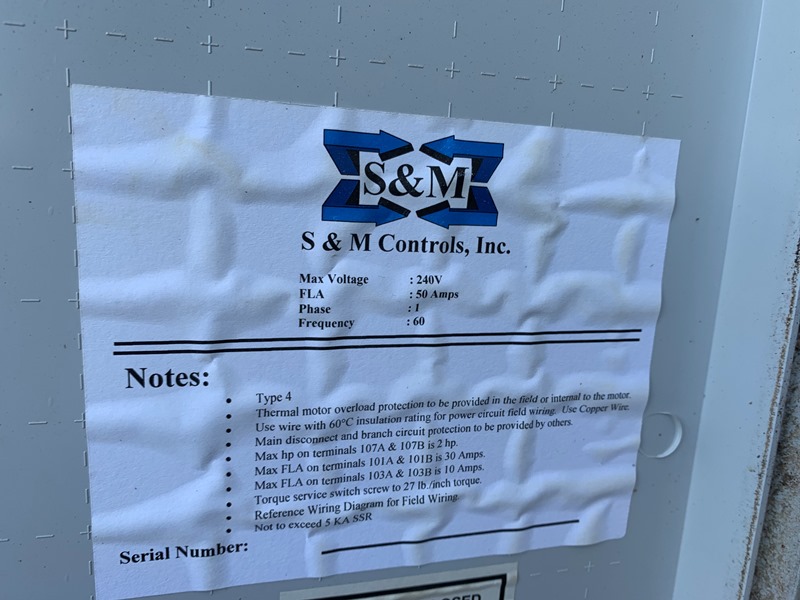 S&M
S & M Controls, Inc.
Max Voltage : 240V
FLA : 50 Amps
Phase : 1
Frequency : 60
Notes:
• Type 4
• Thermal motor overload protection to be provided in the field or internal to the motor.
• Use wire with 60°C insulation rating for power circuit field wiring. Use Copper Wire.
• Main disconnect and branch circuit protection to be provided by others.
• Max hp on terminals 107A & 107B is 2 hp.
• Max FLA on terminals 101A & 101B is 30 Amps.
• Max FLA on terminals 103A & 103B is 10 Amps.
• Torque service switch screw to 27 lb./inch torque.
• Reference Wiring Diagram for Field Wiring.
• Not to exceed 5 KA SSR
Serial Number: